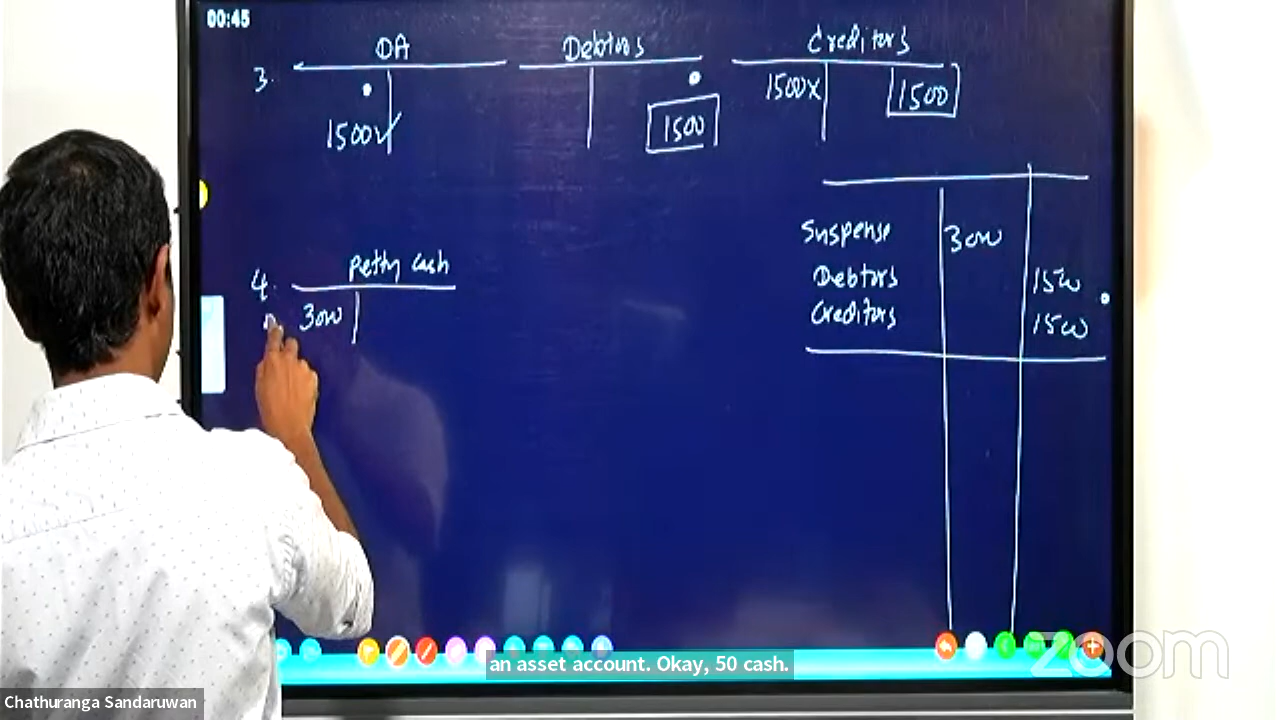 00:45
3. DA Debtors Creditors
1500✓ 1500 1500x 1500
Suspense 3000
Debtors 1500
Creditors 1500
4. Petty Cash
3000
an asset account. Okay, 50 cash.
zoom
Chathuranga Sandaruwan